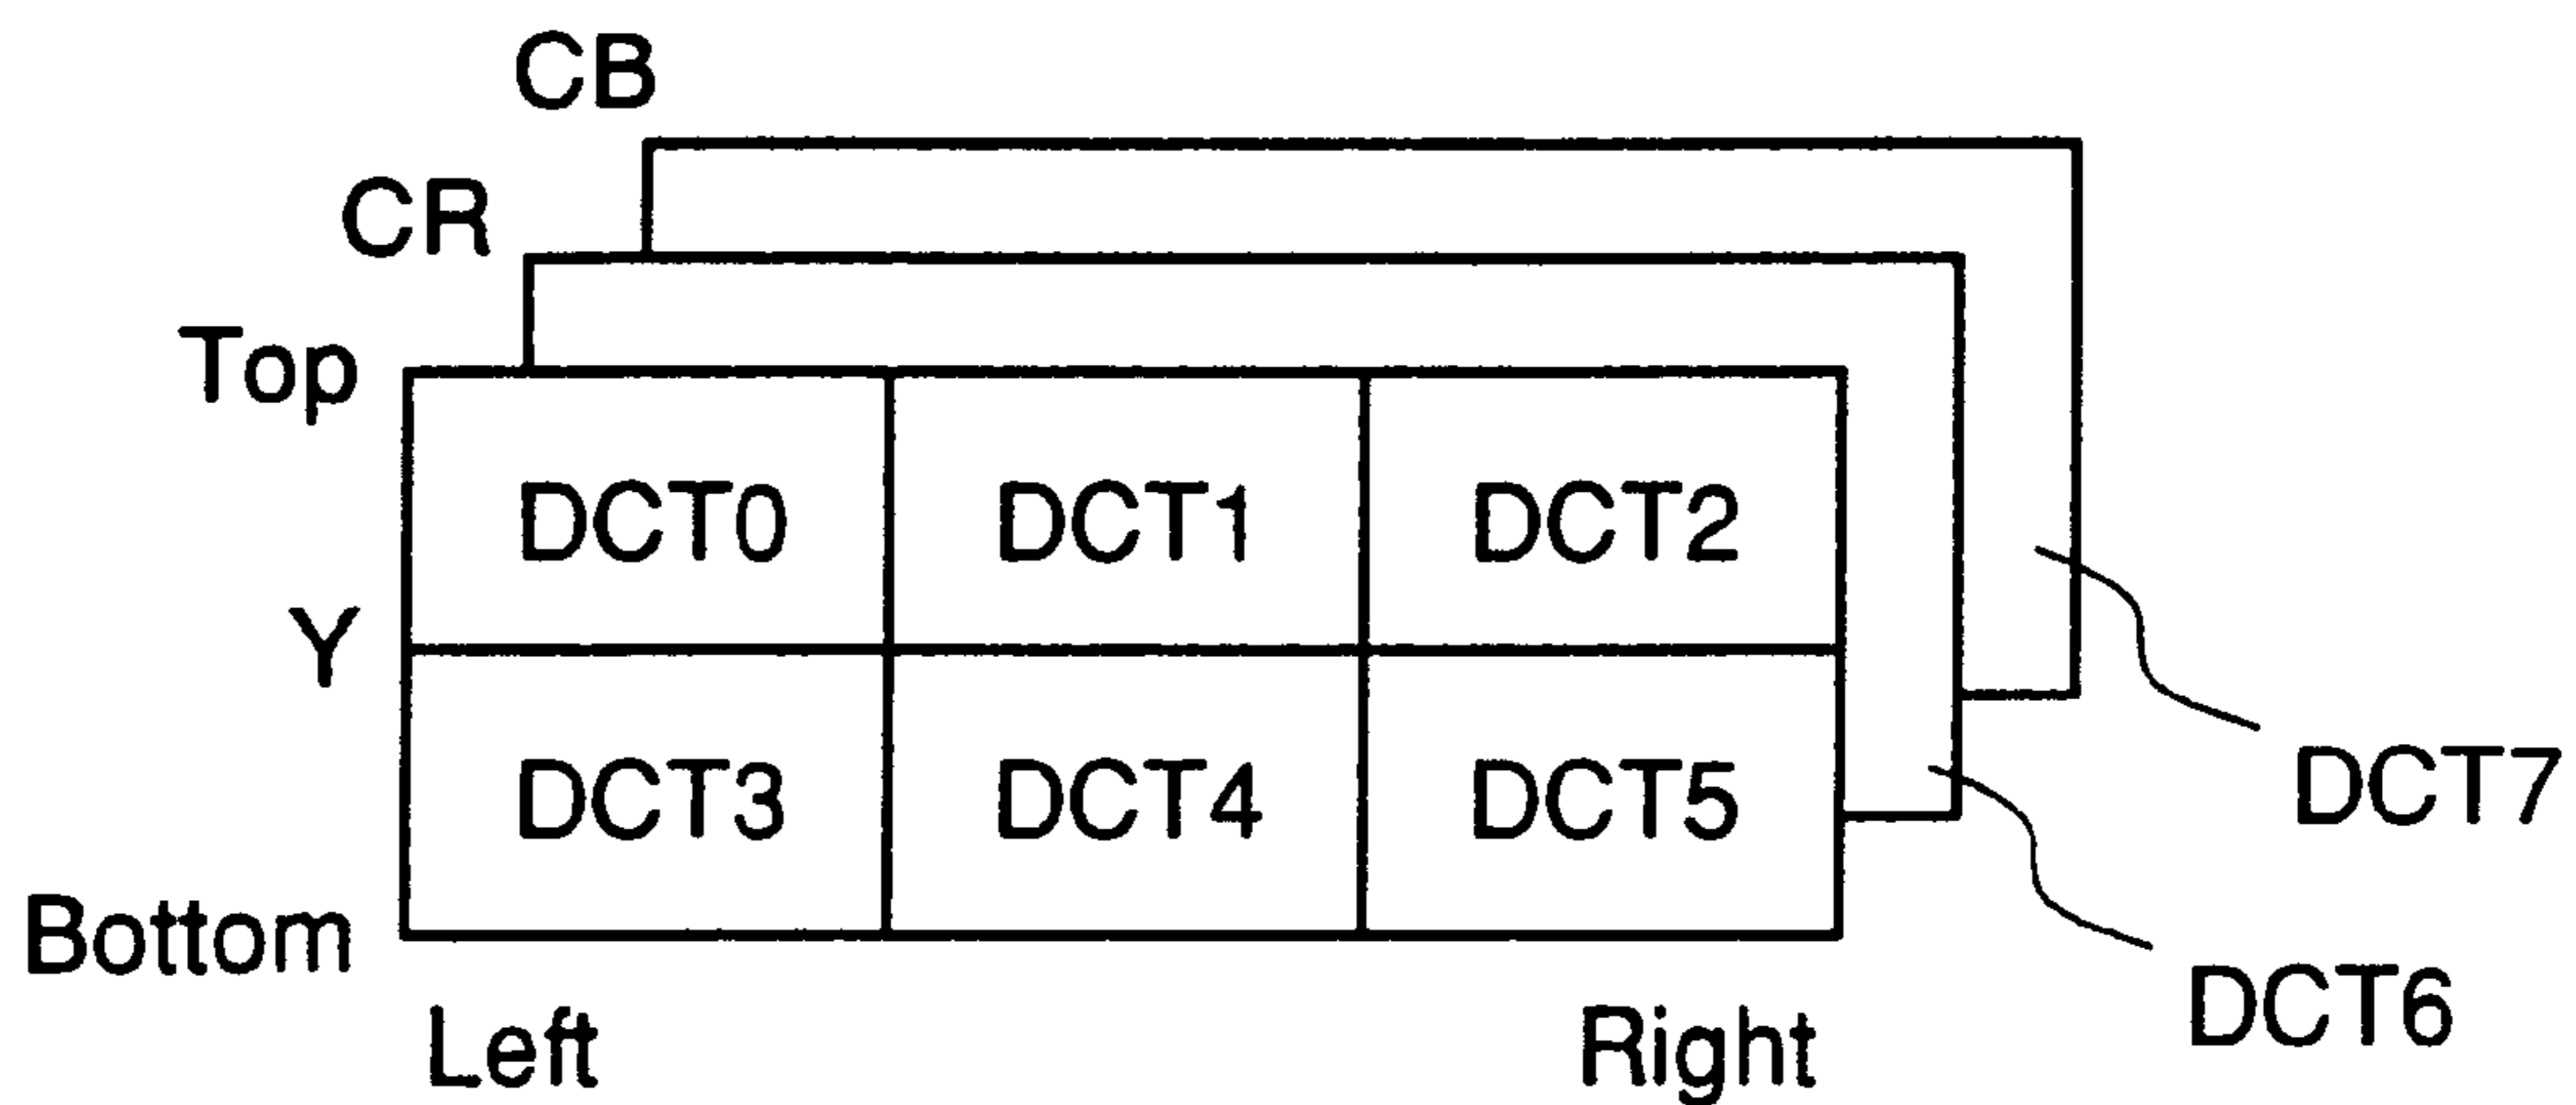 CB
CR
Top
DCT0 DCT1 DCT2
Y
DCT3 DCT4 DCT5
DCT7
Bottom
DCT6
Left Right